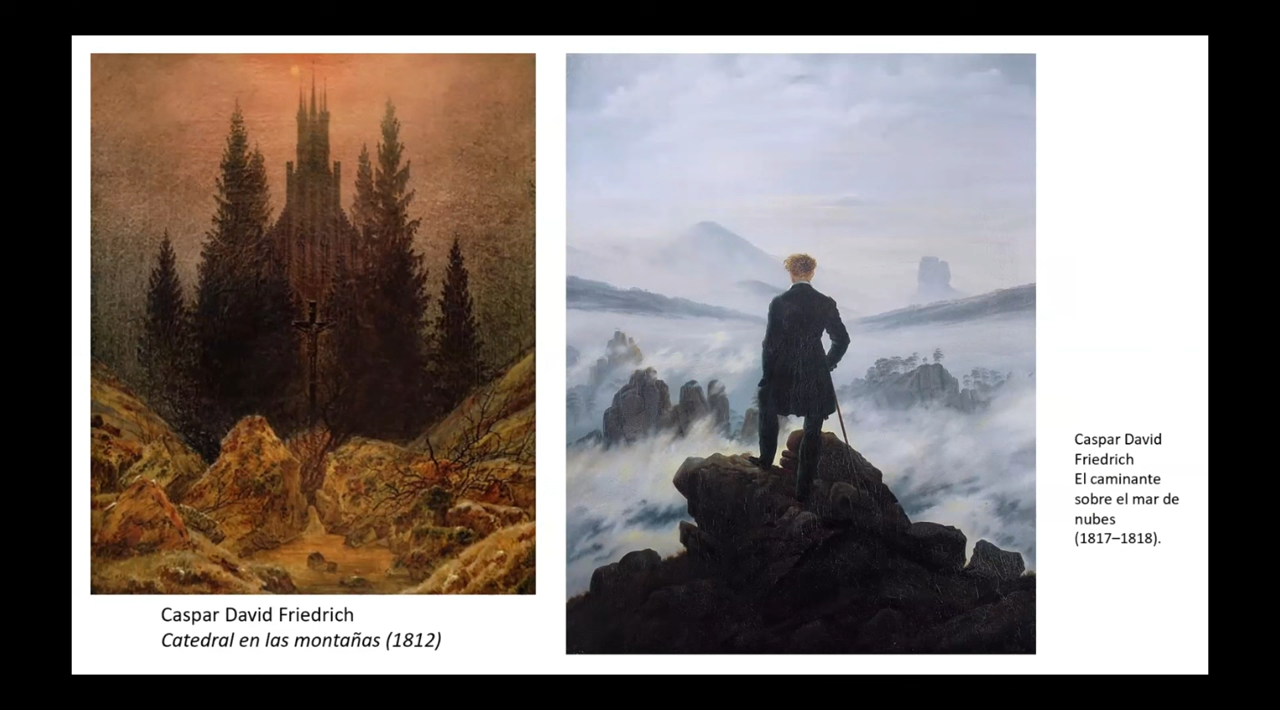 Caspar David Friedrich
Catedral en las montañas (1812)
Caspar David
Friedrich
El caminante
sobre el mar de
nubes
(1817–1818).